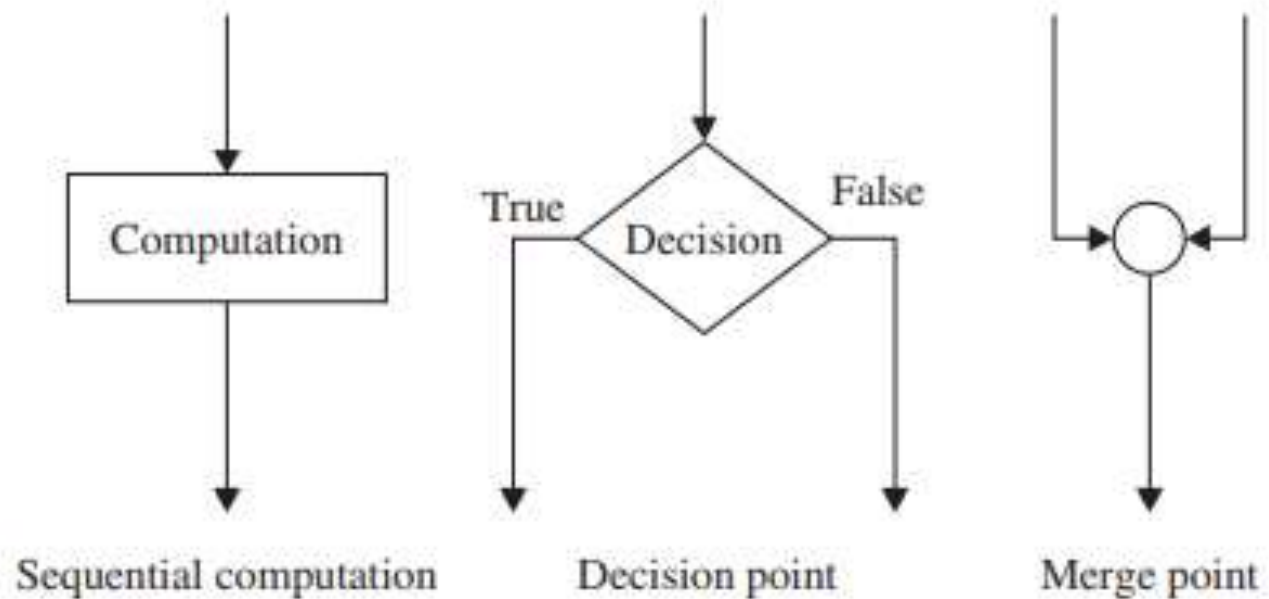 Computation
True
Decision
False
Sequential computation
Decision point
Merge point